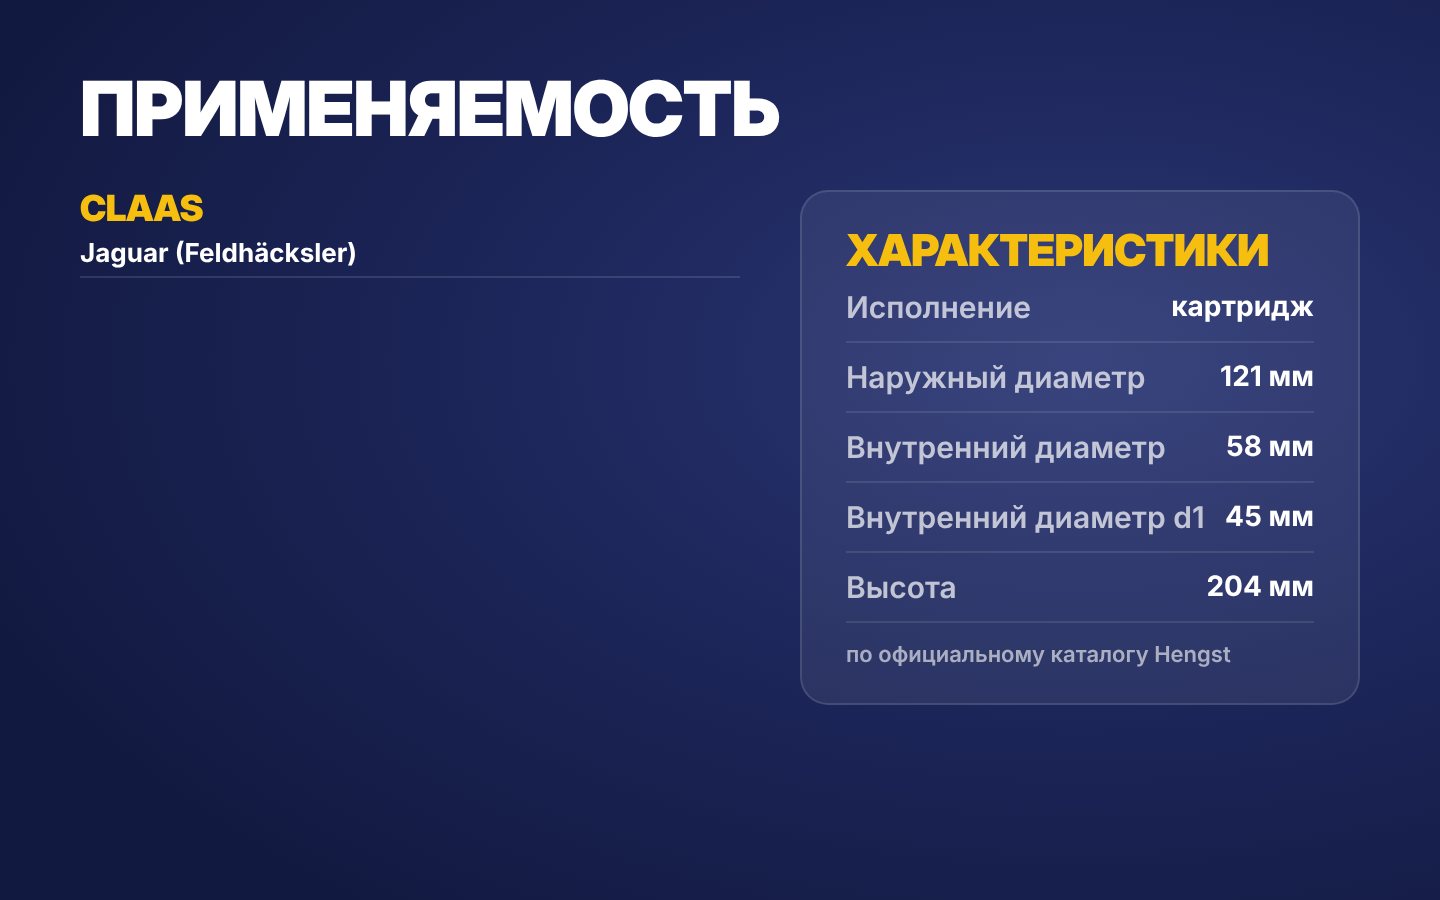 ПРИМЕНЯЕМОСТЬ
CLAAS
Jaguar (Feldhäcksler)
ХАРАКТЕРИСТИКИ
Исполнение картридж
Наружный диаметр 121 мм
Внутренний диаметр 58 мм
Внутренний диаметр d1 45 мм
Высота 204 мм
по официальному каталогу Hengst